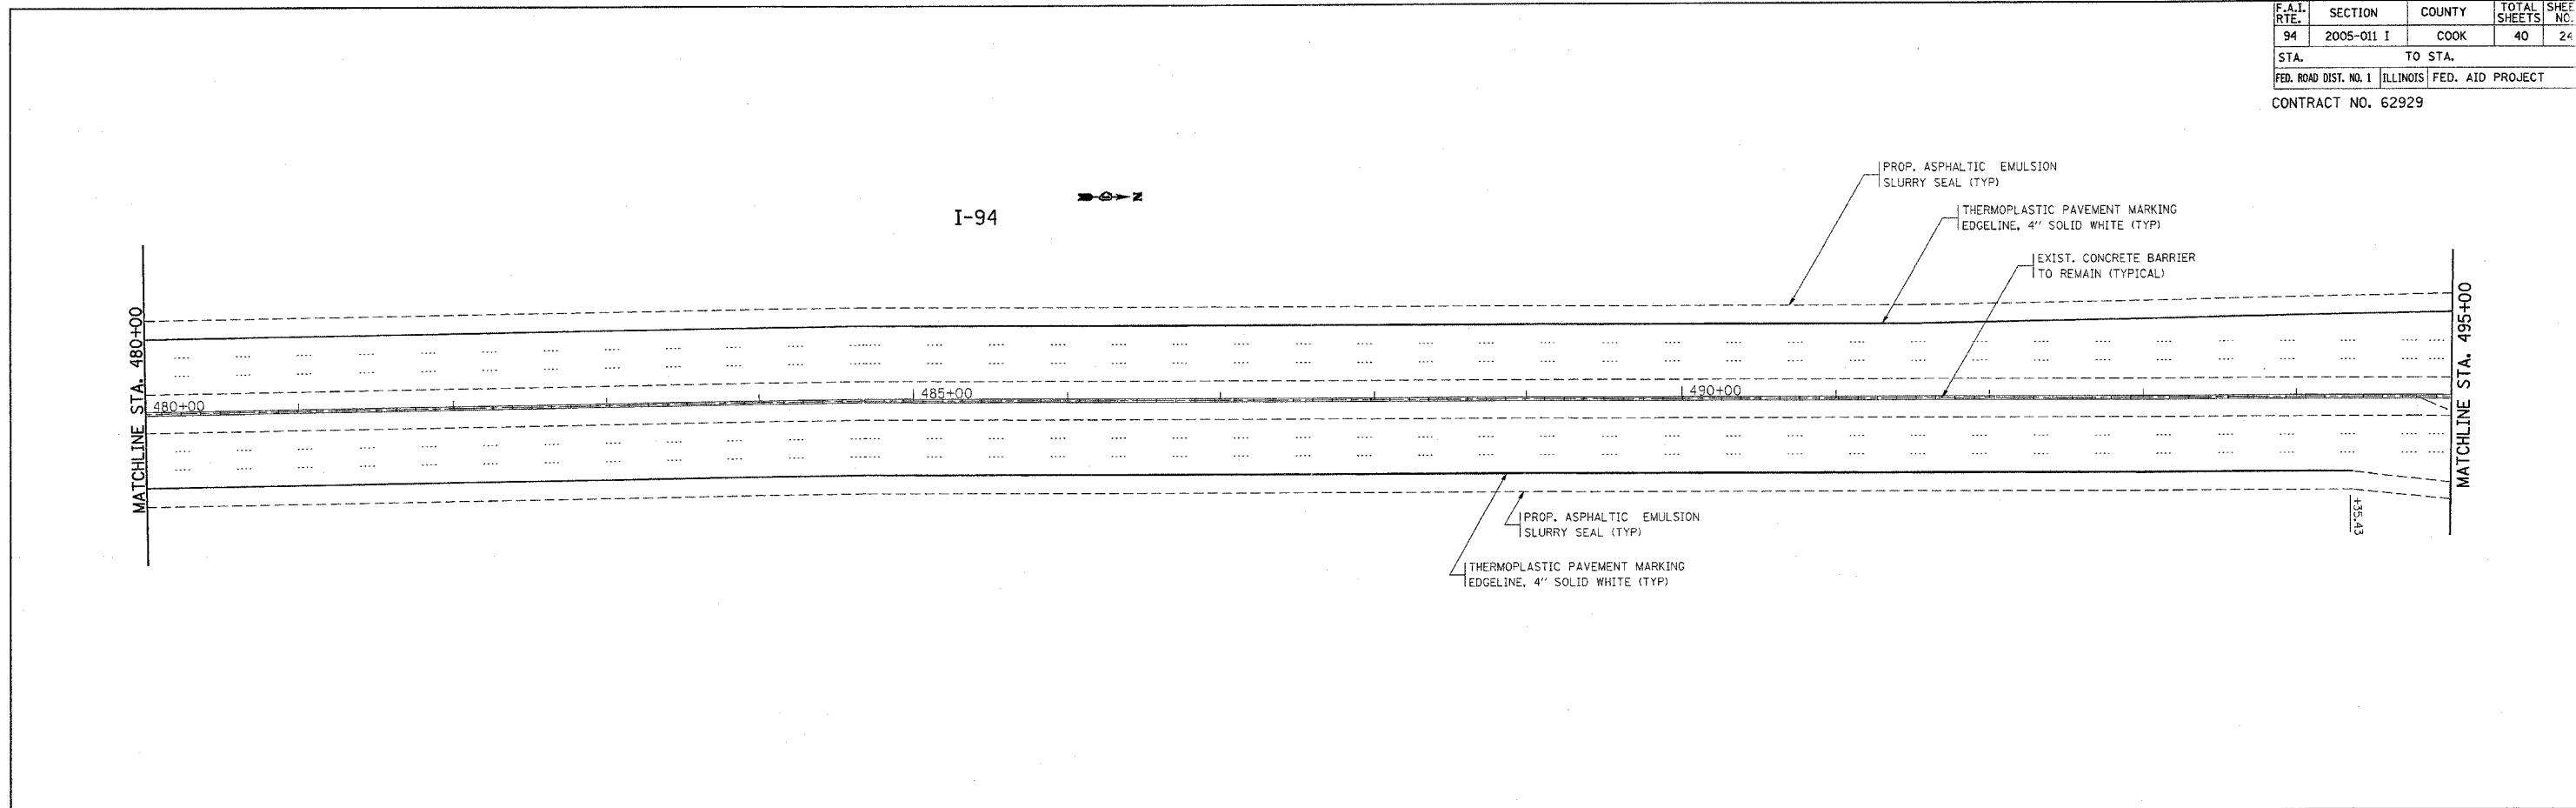 F.A.I. RTE. SECTION COUNTY TOTAL SHEETS
94 2005-011 I COOK 40
STA. TO STA.
FED. ROAD DIST. NO. 1 ILLINOIS FED. AID PROJECT
CONTRACT NO. 62929
PROP. ASPHALTIC EMULSION
SLURRY SEAL (TYP)
I-94
N
THERMOPLASTIC PAVEMENT MARKING
EDGELINE, 4" SOLID WHITE (TYP)
EXIST. CONCRETE BARRIER
TO REMAIN (TYPICAL)
MATCHLINE STA. 480+00
480+00
485+00
490+00
MATCHLINE STA. 495+00
+35.43
PROP. ASPHALTIC EMULSION
SLURRY SEAL (TYP)
THERMOPLASTIC PAVEMENT MARKING
EDGELINE, 4" SOLID WHITE (TYP)